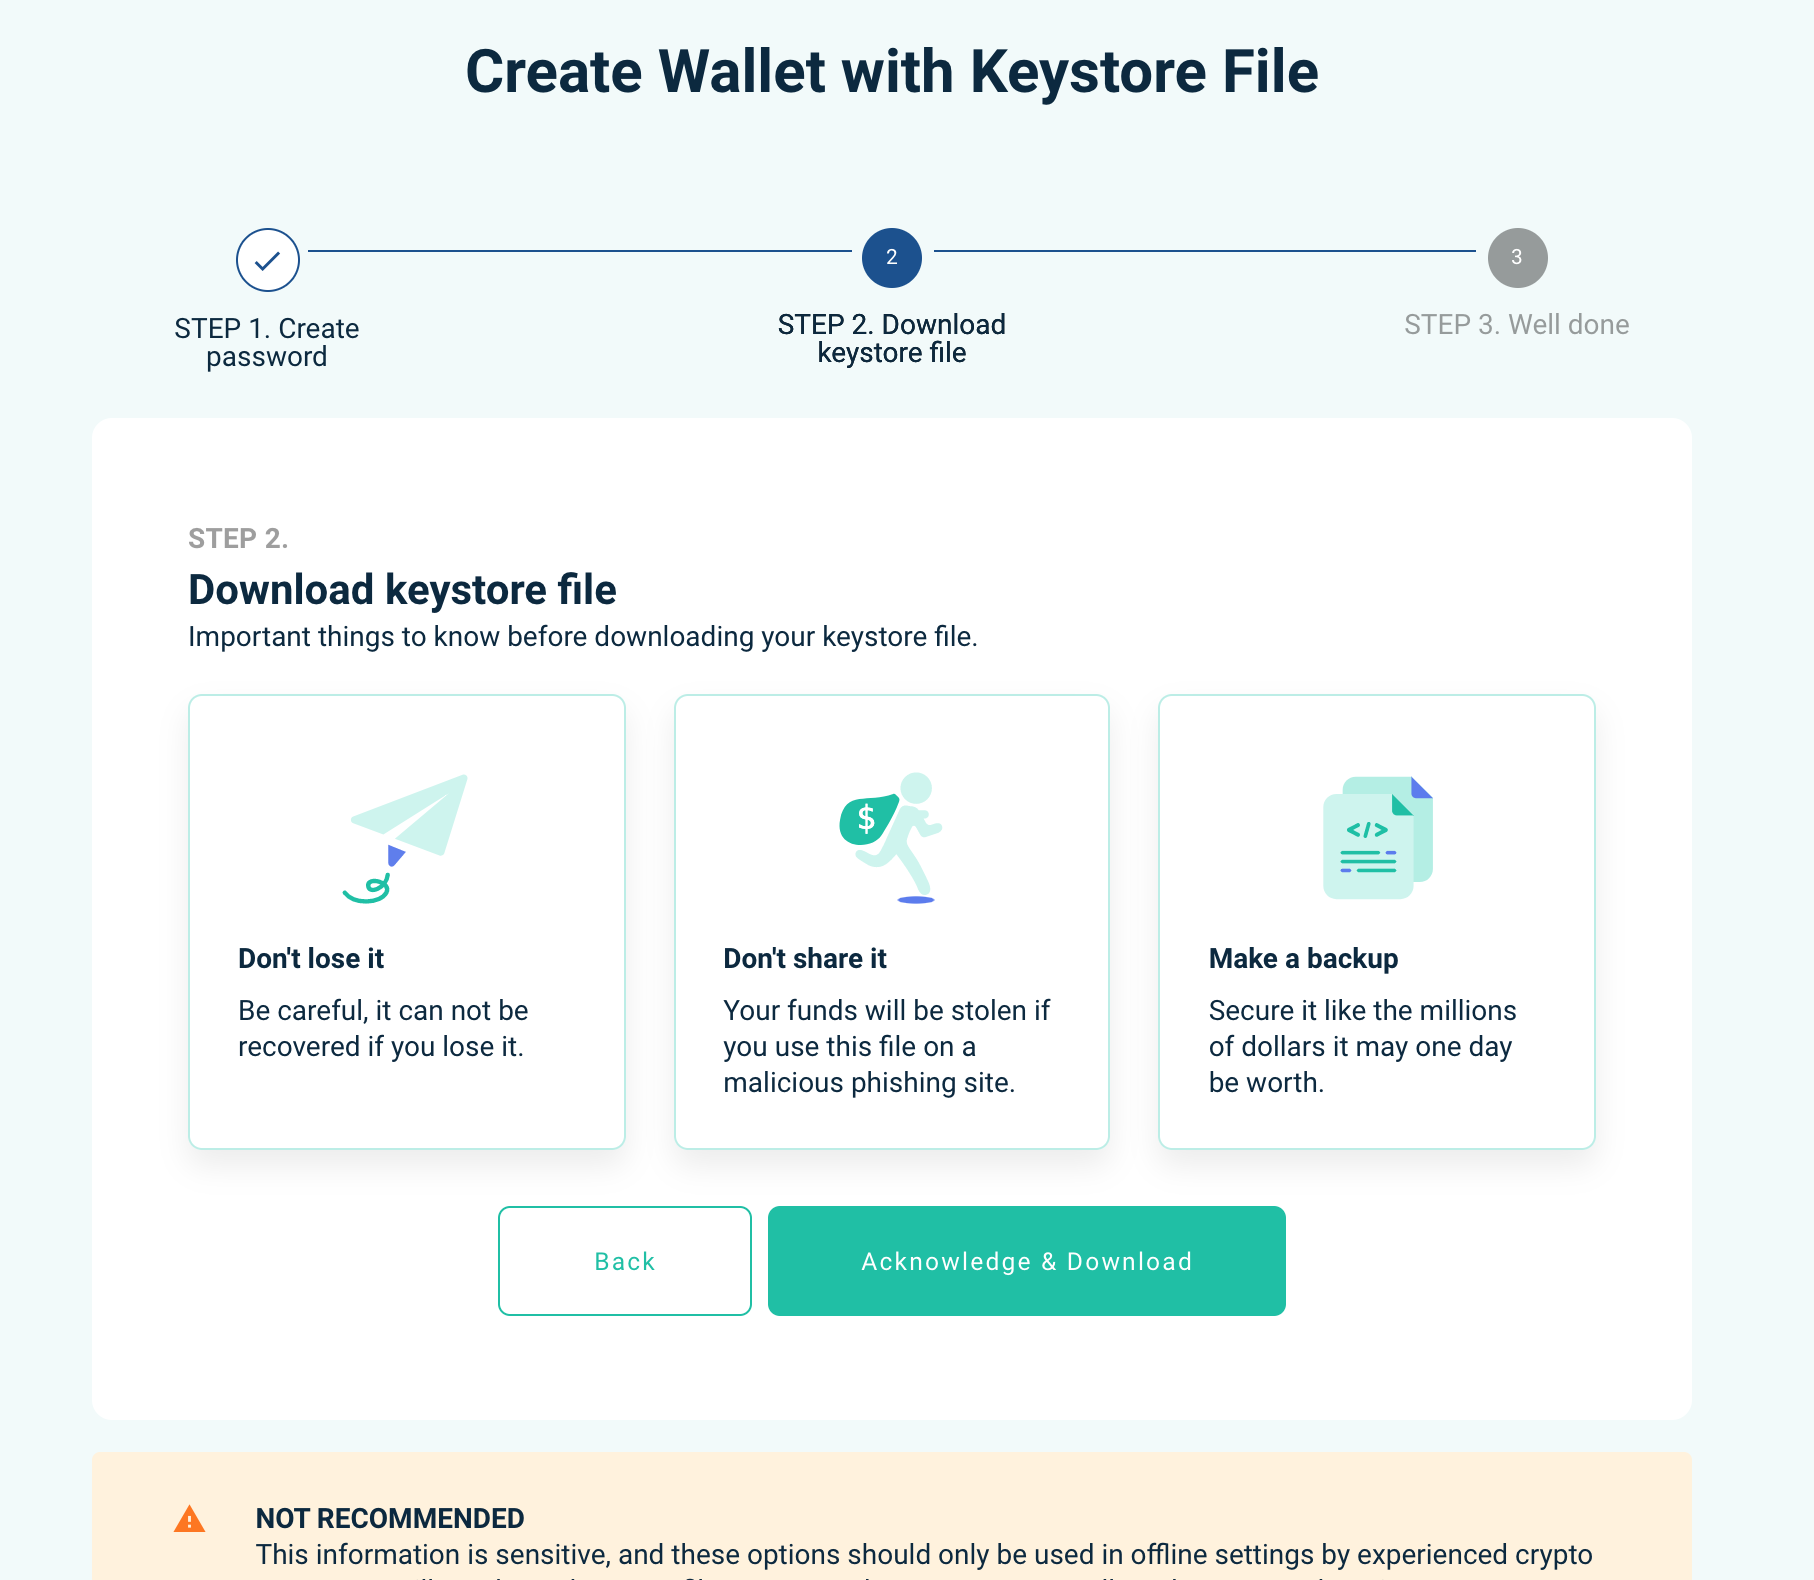 Create Wallet with Keystore File
2
3
STEP 1. Create
password
STEP 2. Download
keystore file
STEP 3. Well done
STEP 2.
Download keystore file
Important things to know before downloading your keystore file.
$
</>
Don't lose it
Be careful, it can not be
recovered if you lose it.
Don't share it
Your funds will be stolen if
you use this file on a
malicious phishing site.
Make a backup
Secure it like the millions
of dollars it may one day
be worth.
Back
Acknowledge & Download
NOT RECOMMENDED
This information is sensitive, and these options should only be used in offline settings by experienced crypto